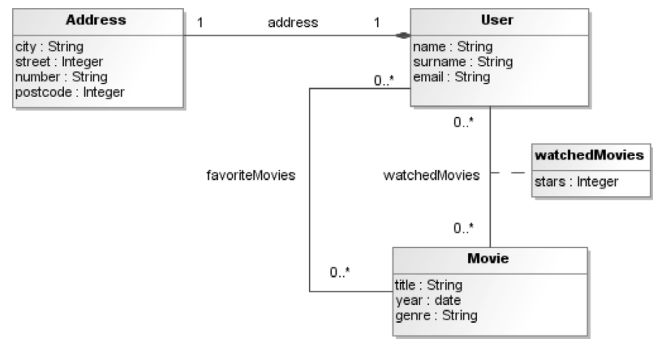 Address
city : String
street : Integer
number : String
postcode : Integer
1
address
1
User
name : String
surname : String
email : String
0..*
0..*
favoriteMovies
watchedMovies
watchedMovies
stars : Integer
0..*
0..*
Movie
title : String
year : date
genre : String